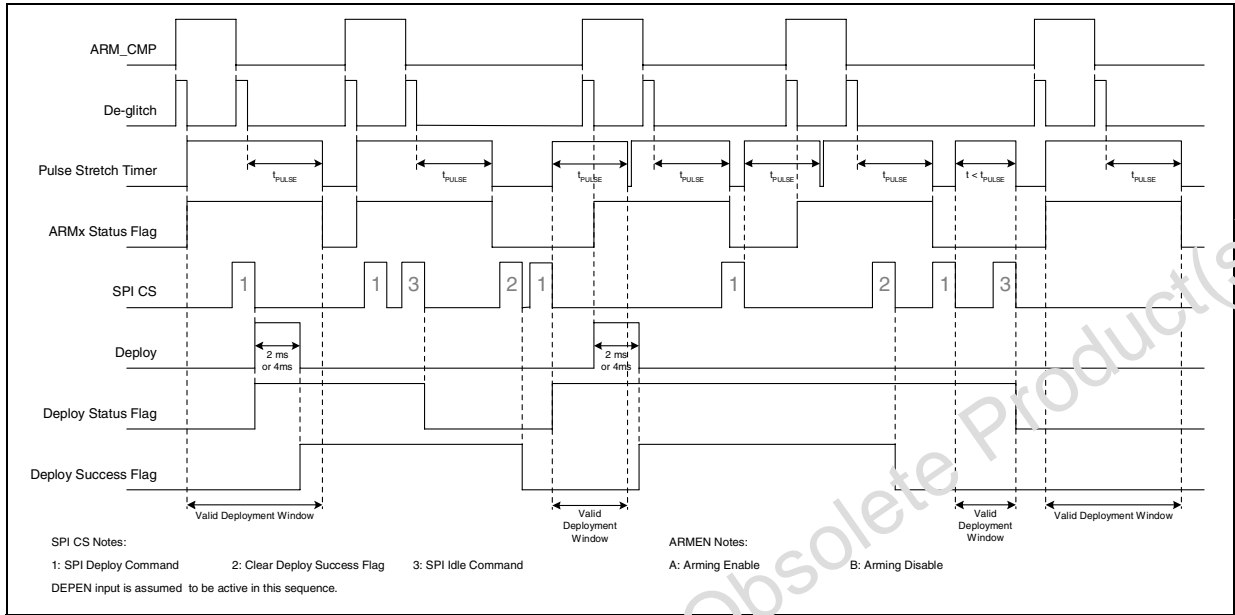 ARM_CMP
De-glitch
Pulse Stretch Timer
tPULSE
tPULSE
tPULSE
tPULSE
tPULSE
tPULSE
t < tPULSE
tPULSE
ARMx Status Flag
SPI CS
1
1
3
2
1
1
2
1
3
Deploy
2 ms
or 4ms
2 ms
or 4ms
Deploy Status Flag
Deploy Success Flag
Valid Deployment Window
Valid
Deployment
Window
Valid
Deployment
Window
Valid Deployment Window
SPI CS Notes:
1: SPI Deploy Command
2: Clear Deploy Success Flag
3: SPI Idle Command
DEPEN input is assumed to be active in this sequence.
ARMEN Notes:
A: Arming Enable
B: Arming Disable
Obsolete Product(s